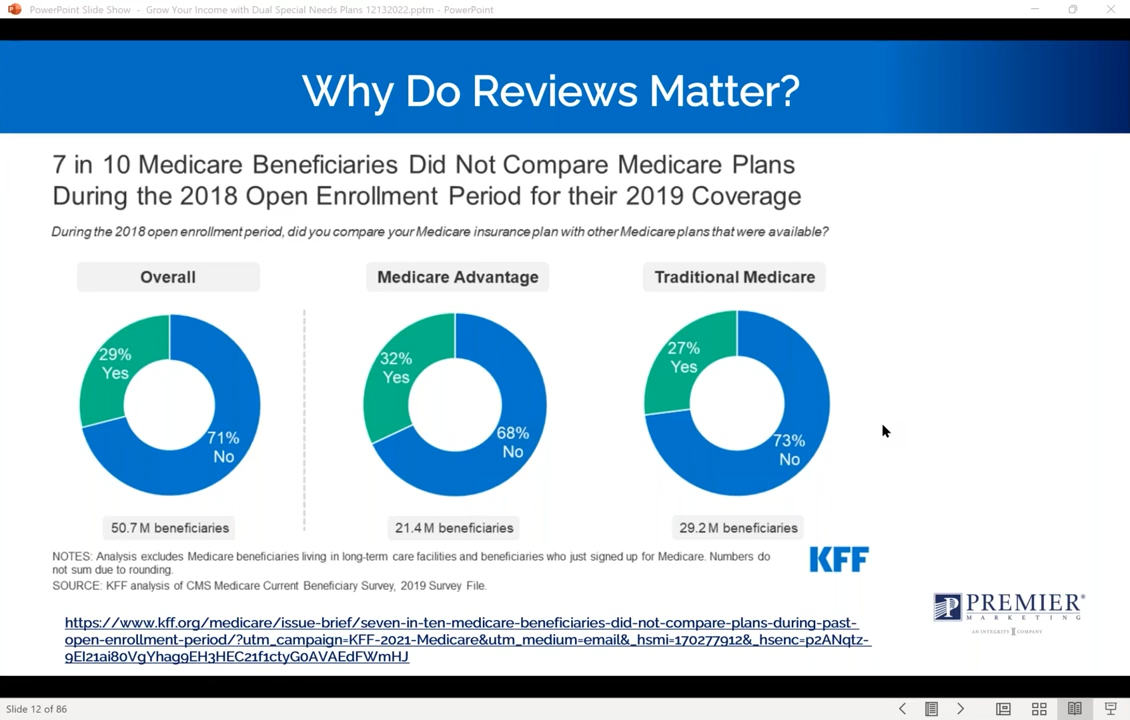 PowerPoint Slide Show - Grow Your Income with Dual Special Needs Plans 12132022.pptm - PowerPoint
Why Do Reviews Matter?
7 in 10 Medicare Beneficiaries Did Not Compare Medicare Plans
During the 2018 Open Enrollment Period for their 2019 Coverage
During the 2018 open enrollment period, did you compare your Medicare insurance plan with other Medicare plans that were available?
Overall
Medicare Advantage
Traditional Medicare
29%
Yes
71%
No
32%
Yes
68%
No
27%
Yes
73%
No
50.7 M beneficiaries
21.4 M beneficiaries
29.2 M beneficiaries
NOTES: Analysis excludes Medicare beneficiaries living in long-term care facilities and beneficiaries who just signed up for Medicare. Numbers do
not sum due to rounding.
SOURCE: KFF analysis of CMS Medicare Current Beneficiary Survey, 2019 Survey File.
KFF
https://www.kff.org/medicare/issue-brief/seven-in-ten-medicare-beneficiaries-did-not-compare-plans-during-past-
open-enrollment-period/?utm_campaign=KFF-2021-Medicare&utm_medium=email&_hsmi=170277912&_hsenc=p2ANqtz-
9EI21ai80VgYhag9EH3HEC21f1ctyG0AVAEdFWmHJ
PREMIER®
MARKETING
AN INTEGRITY COMPANY
Slide 12 of 86